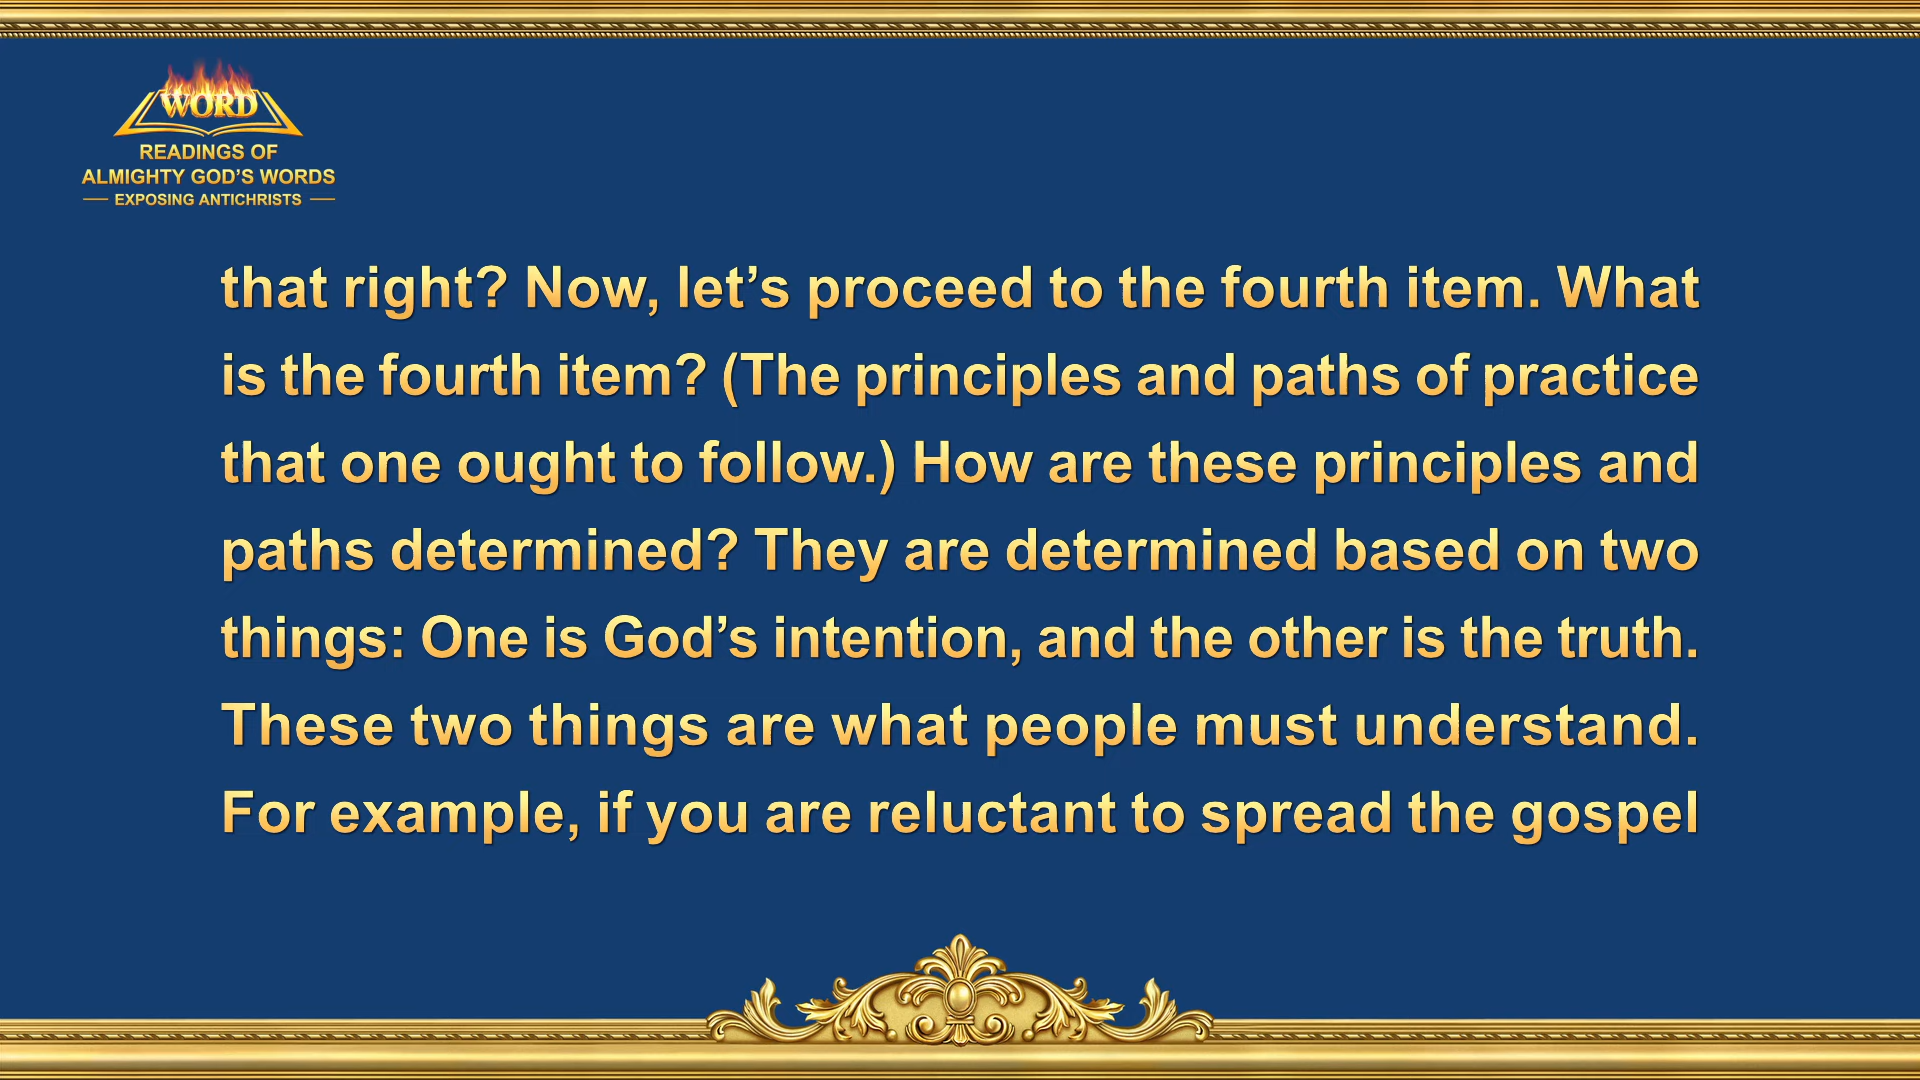 WORD
READINGS OF
ALMIGHTY GOD’S WORDS
EXPOSING ANTICHRISTS
that right? Now, let’s proceed to the fourth item. What
is the fourth item? (The principles and paths of practice
that one ought to follow.) How are these principles and
paths determined? They are determined based on two
things: One is God’s intention, and the other is the truth.
These two things are what people must understand.
For example, if you are reluctant to spread the gospel